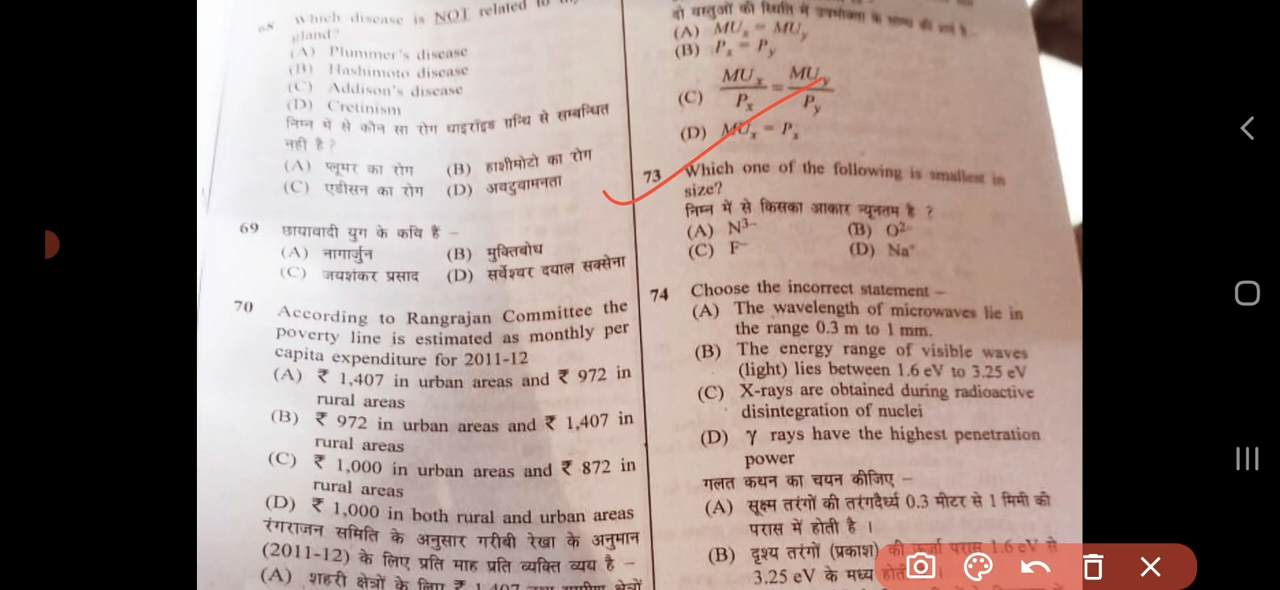 68 Which disease is NOT related to
gland?
(A) Plummer's disease
(B) Hashimoto disease
(C) Addison's disease
(D) Cretinism
निम्न में से कौन सा रोग थाइरॉइड ग्रन्थि से सम्बन्धित
नहीं है ?
(A) प्लूमर का रोग (B) हाशीमोटो का रोग
(C) एडीसन का रोग (D) अवटुवामनता
69 छायावादी युग के कवि हैं –
(A) नागार्जुन (B) मुक्तिबोध
(C) जयशंकर प्रसाद (D) सर्वेश्वर दयाल सक्सेना
70 According to Rangrajan Committee the
poverty line is estimated as monthly per
capita expenditure for 2011-12
(A) ₹ 1,407 in urban areas and ₹ 972 in
rural areas
(B) ₹ 972 in urban areas and ₹ 1,407 in
rural areas
(C) ₹ 1,000 in urban areas and ₹ 872 in
rural areas
(D) ₹ 1,000 in both rural and urban areas
रंगराजन समिति के अनुसार गरीबी रेखा के अनुमान
(2011-12) के लिए प्रति माह प्रति व्यक्ति व्यय है –
(A) शहरी क्षेत्रों के लिए ₹ 1,407 तथा ग्रामीण क्षेत्रों
दो वस्तुओं की स्थिति में उपभोक्ता के साम्य की शर्त है –
(A) MUx = MUy
(B) Px = Py
(C) MUx/Px = MUy/Py
(D) MUx = Px
73 Which one of the following is smallest in
size?
निम्न में से किसका आकार न्यूनतम है ?
(A) N³⁻ (B) O²⁻
(C) F⁻ (D) Na⁺
74 Choose the incorrect statement –
(A) The wavelength of microwaves lie in
the range 0.3 m to 1 mm.
(B) The energy range of visible waves
(light) lies between 1.6 eV to 3.25 eV
(C) X-rays are obtained during radioactive
disintegration of nuclei
(D) γ rays have the highest penetration
power
गलत कथन का चयन कीजिए –
(A) सूक्ष्म तरंगों की तरंगदैर्ध्य 0.3 मीटर से 1 मिमी की
परास में होती है ।
(B) दृश्य तरंगों (प्रकाश) की ऊर्जा परास 1.6 eV से
3.25 eV के मध्य होती